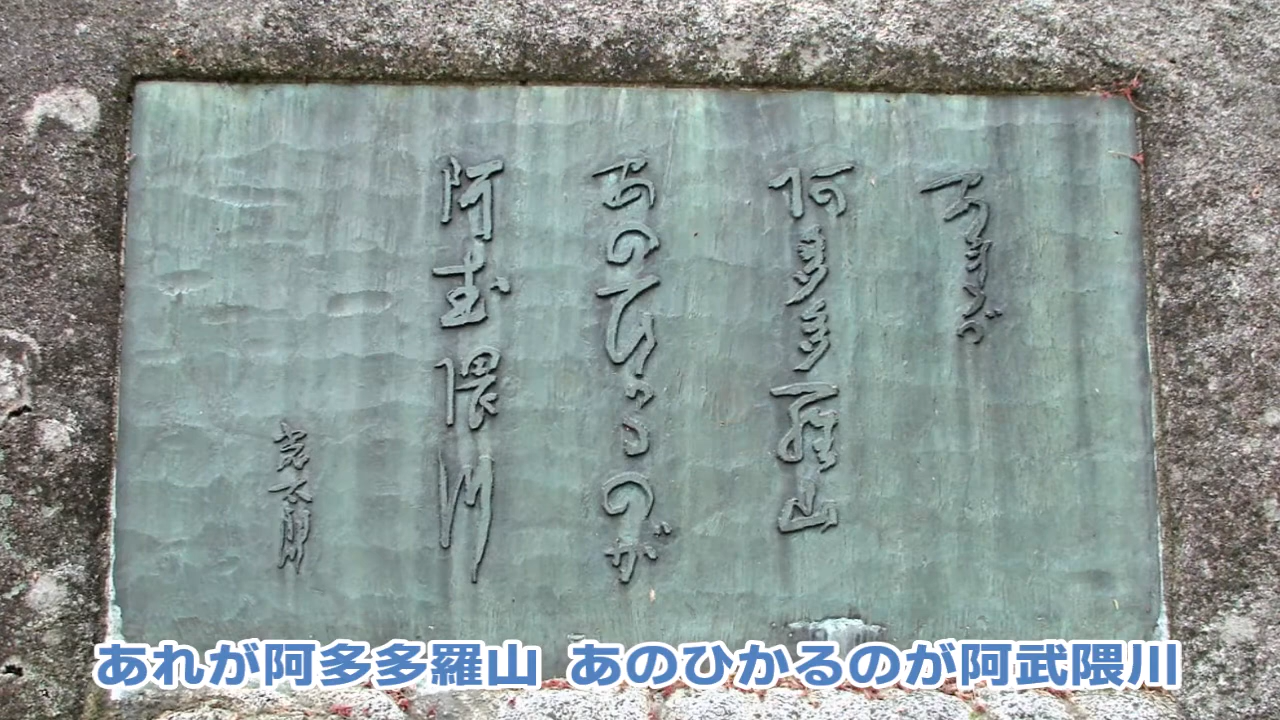 あれが
阿多多羅山
あのひかるのが
阿武隈川
光太郎
あれが阿多多羅山 あのひかるのが阿武隈川